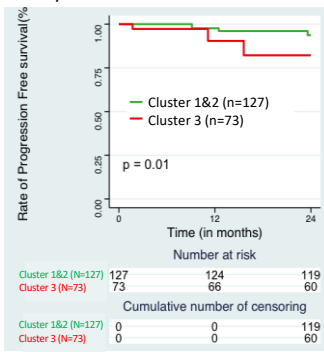 Rate of Progression Free survival(%
1.00
0.75
0.50
0.25
0.00
Cluster 1&2 (n=127)
Cluster 3 (n=73)
p = 0.01
0 12 24
Time (in months)
Number at risk
Cluster 1&2 (N=127) 127 124 119
Cluster 3 (N=73) 73 66 60
Cumulative number of censoring
Cluster 1&2 (N=127) 0 0 119
Cluster 3 (N=73) 0 0 60